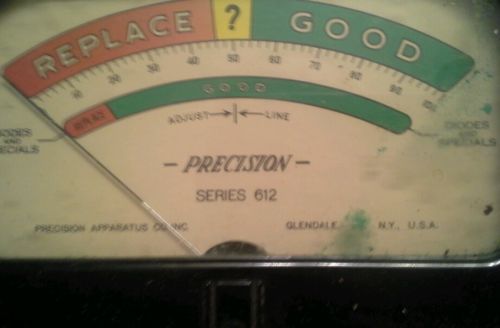 REPLACE ? GOOD
10 20 30 40 50 60 70 80 90 100
GOOD
ADJUST LINE
DIODES AND SPECIALS
DIODES AND SPECIALS
- PRECISION -
SERIES 612
PRECISION APPARATUS CO. INC.
GLENDALE N.Y., U.S.A.